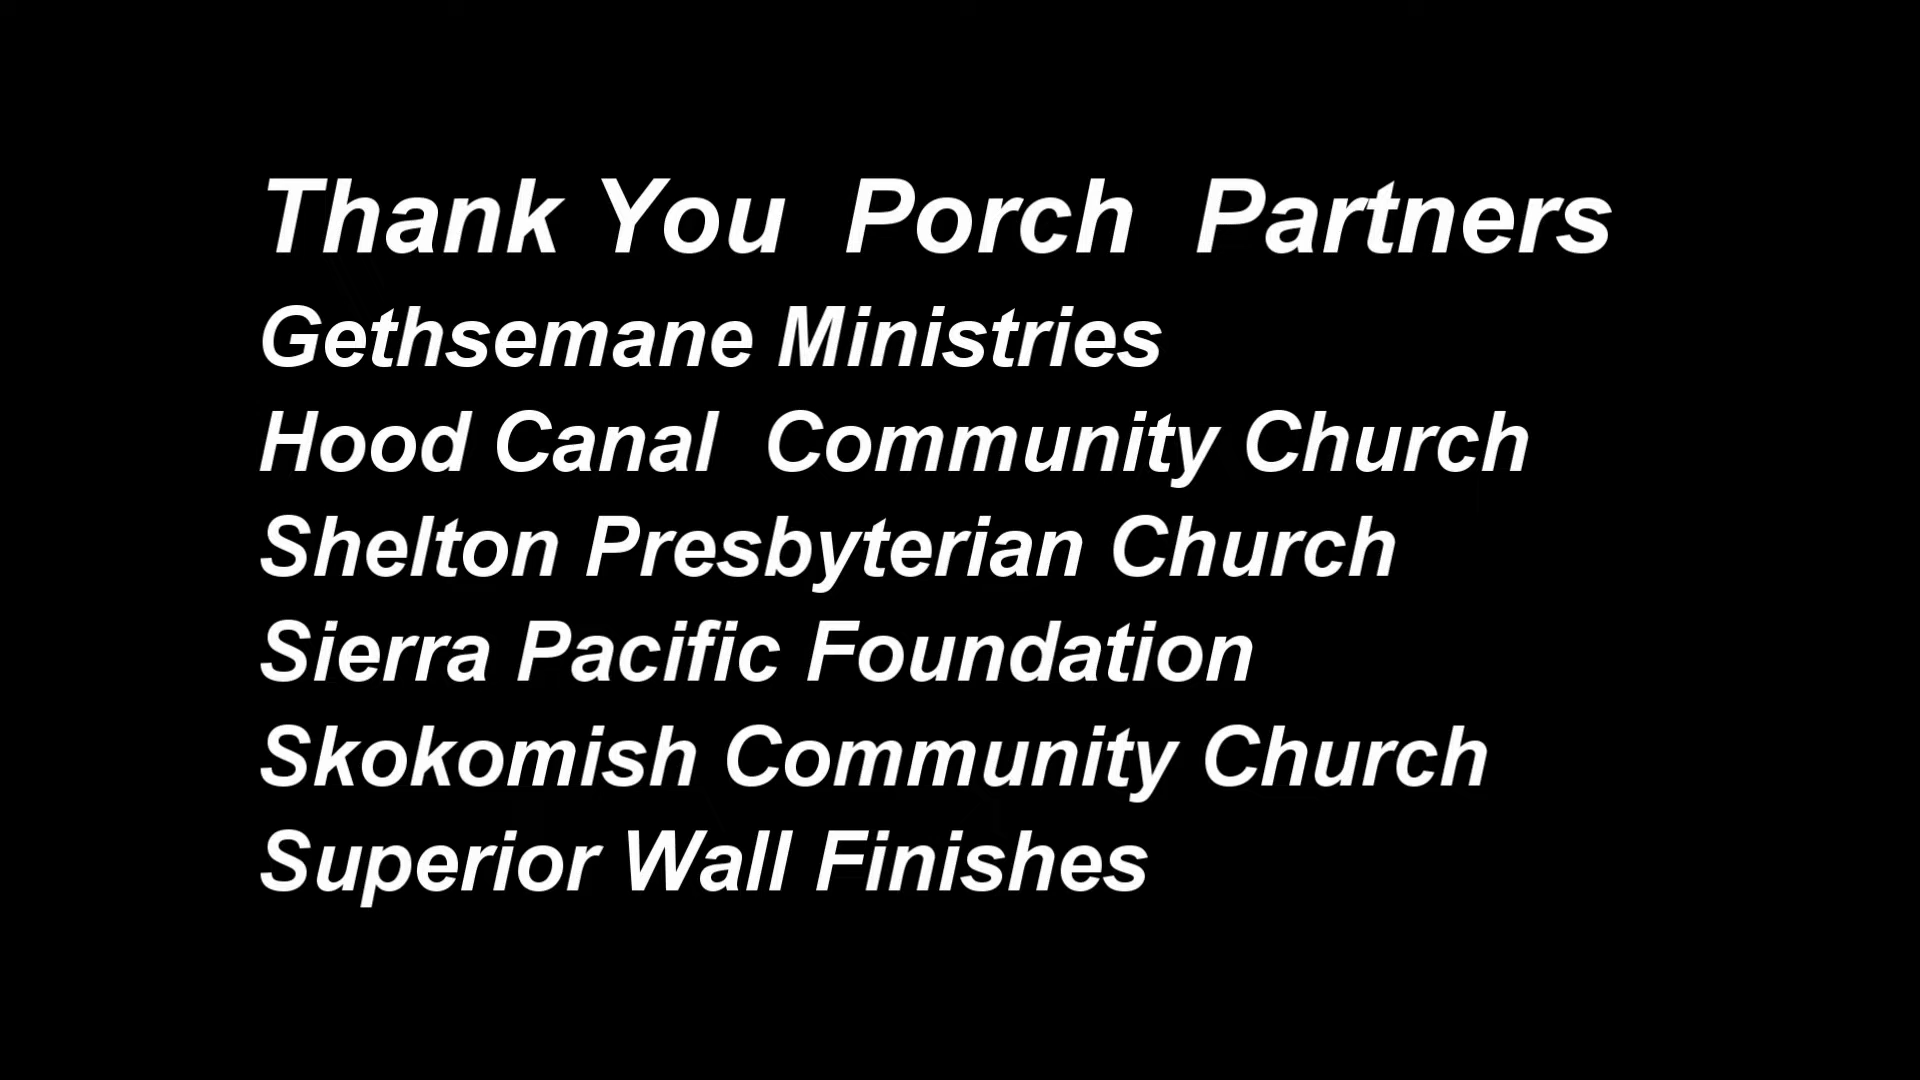 Thank You Porch Partners
Gethsemane Ministries
Hood Canal Community Church
Shelton Presbyterian Church
Sierra Pacific Foundation
Skokomish Community Church
Superior Wall Finishes